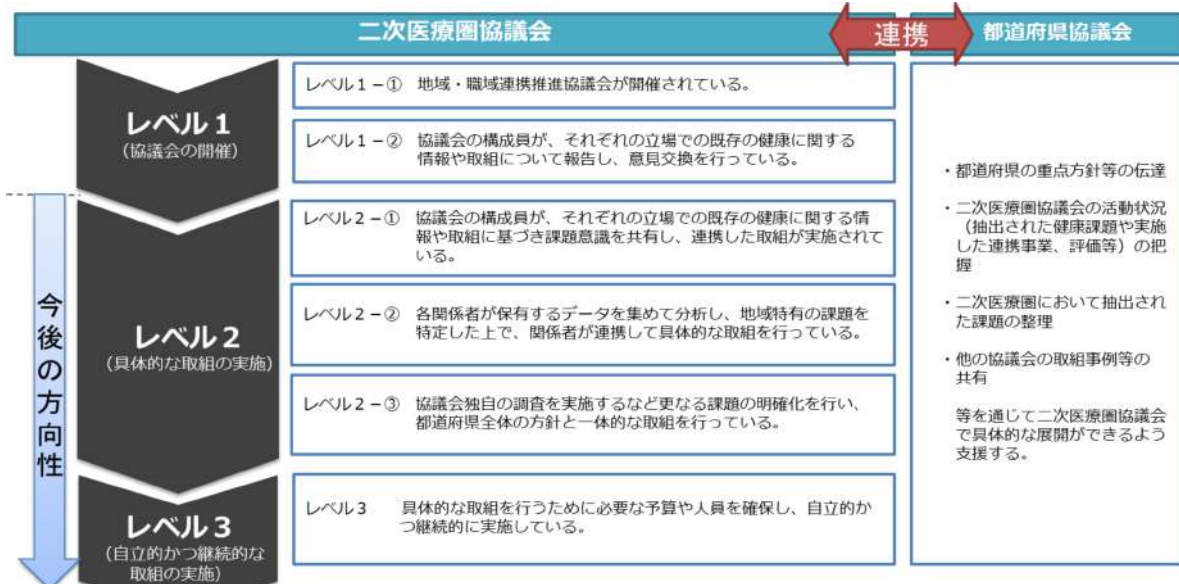 二次医療圏協議会
連携
都道府県協議会
レベル1
(協議会の開催)
レベル1-① 地域・職域連携推進協議会が開催されている。
レベル1-② 協議会の構成員が、それぞれの立場での既存の健康に関する
情報や取組について報告し、意見交換を行っている。
今後の方向性
レベル2
(具体的な取組の実施)
レベル2-① 協議会の構成員が、それぞれの立場での既存の健康に関する情
報や取組に基づき課題意識を共有し、連携した取組が実施されて
いる。
レベル2-② 各関係者が保有するデータを集めて分析し、地域特有の課題を
特定した上で、関係者が連携して具体的な取組を行っている。
レベル2-③ 協議会独自の調査を実施するなど更なる課題の明確化を行い、
都道府県全体の方針と一体的な取組を行っている。
レベル3
(自立的かつ継続的な
取組の実施)
レベル3 具体的な取組を行うために必要な予算や人員を確保し、自立的か
つ継続的に実施している。
・都道府県の重点方針等の伝達
・二次医療圏協議会の活動状況
(抽出された健康課題や実施
した連携事業、評価等)の把
握
・二次医療圏において抽出され
た課題の整理
・他の協議会の取組事例等の
共有
等を通じて二次医療圏協議会
で具体的な展開ができるよう
支援する。